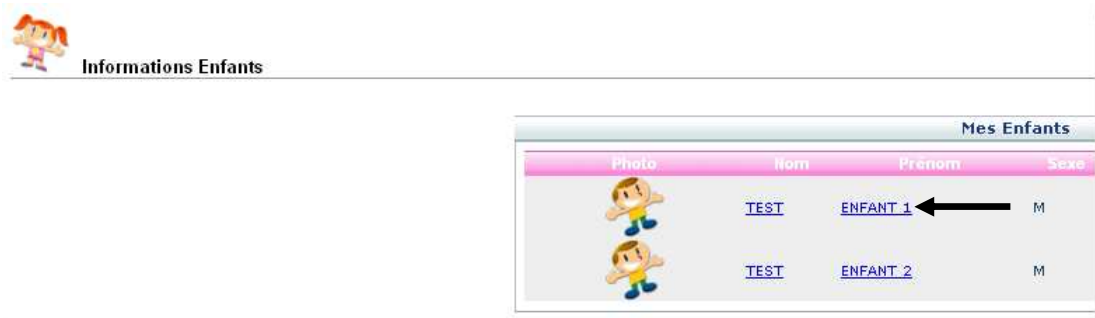 Informations Enfants
Mes Enfants
Photo Nom Prénom Sexe
TEST ENFANT 1 M
TEST ENFANT 2 M